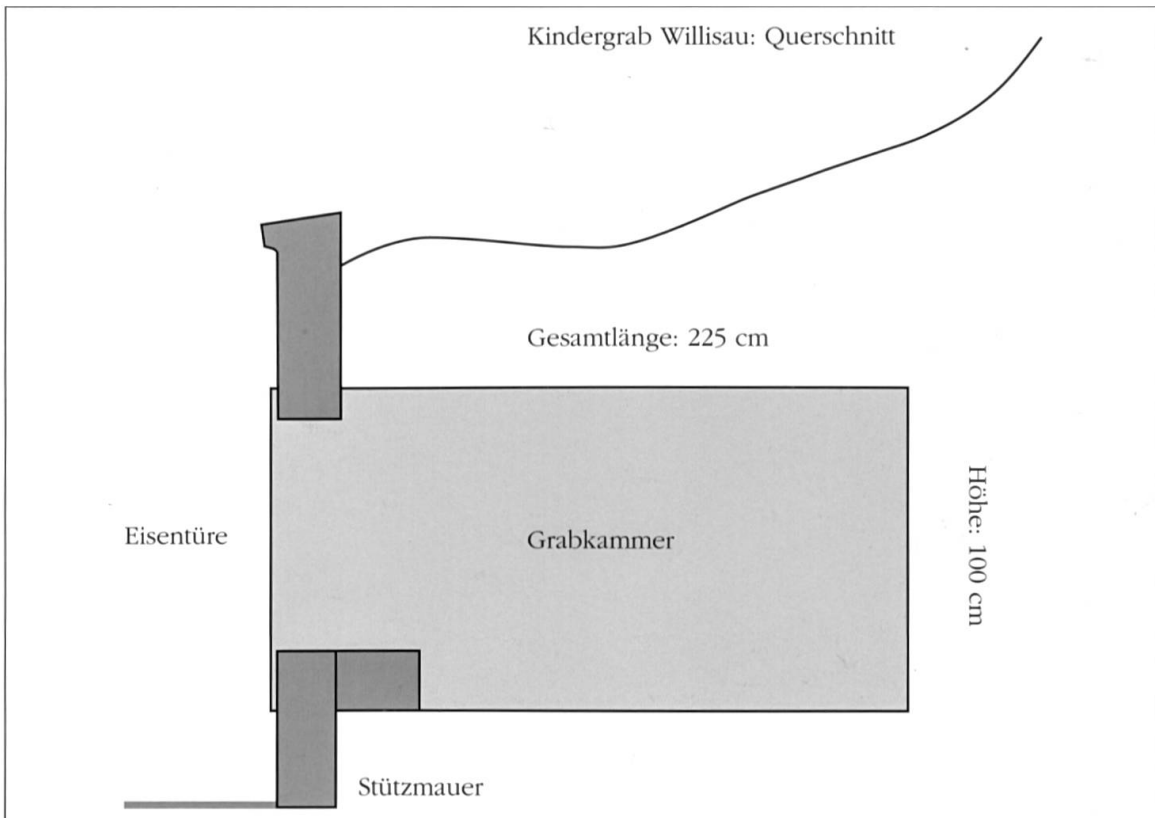 Kindergrab Willisau: Querschnitt
Gesamtlänge: 225 cm
Eisentüre
Grabkammer
Höhe: 100 cm
Stützmauer